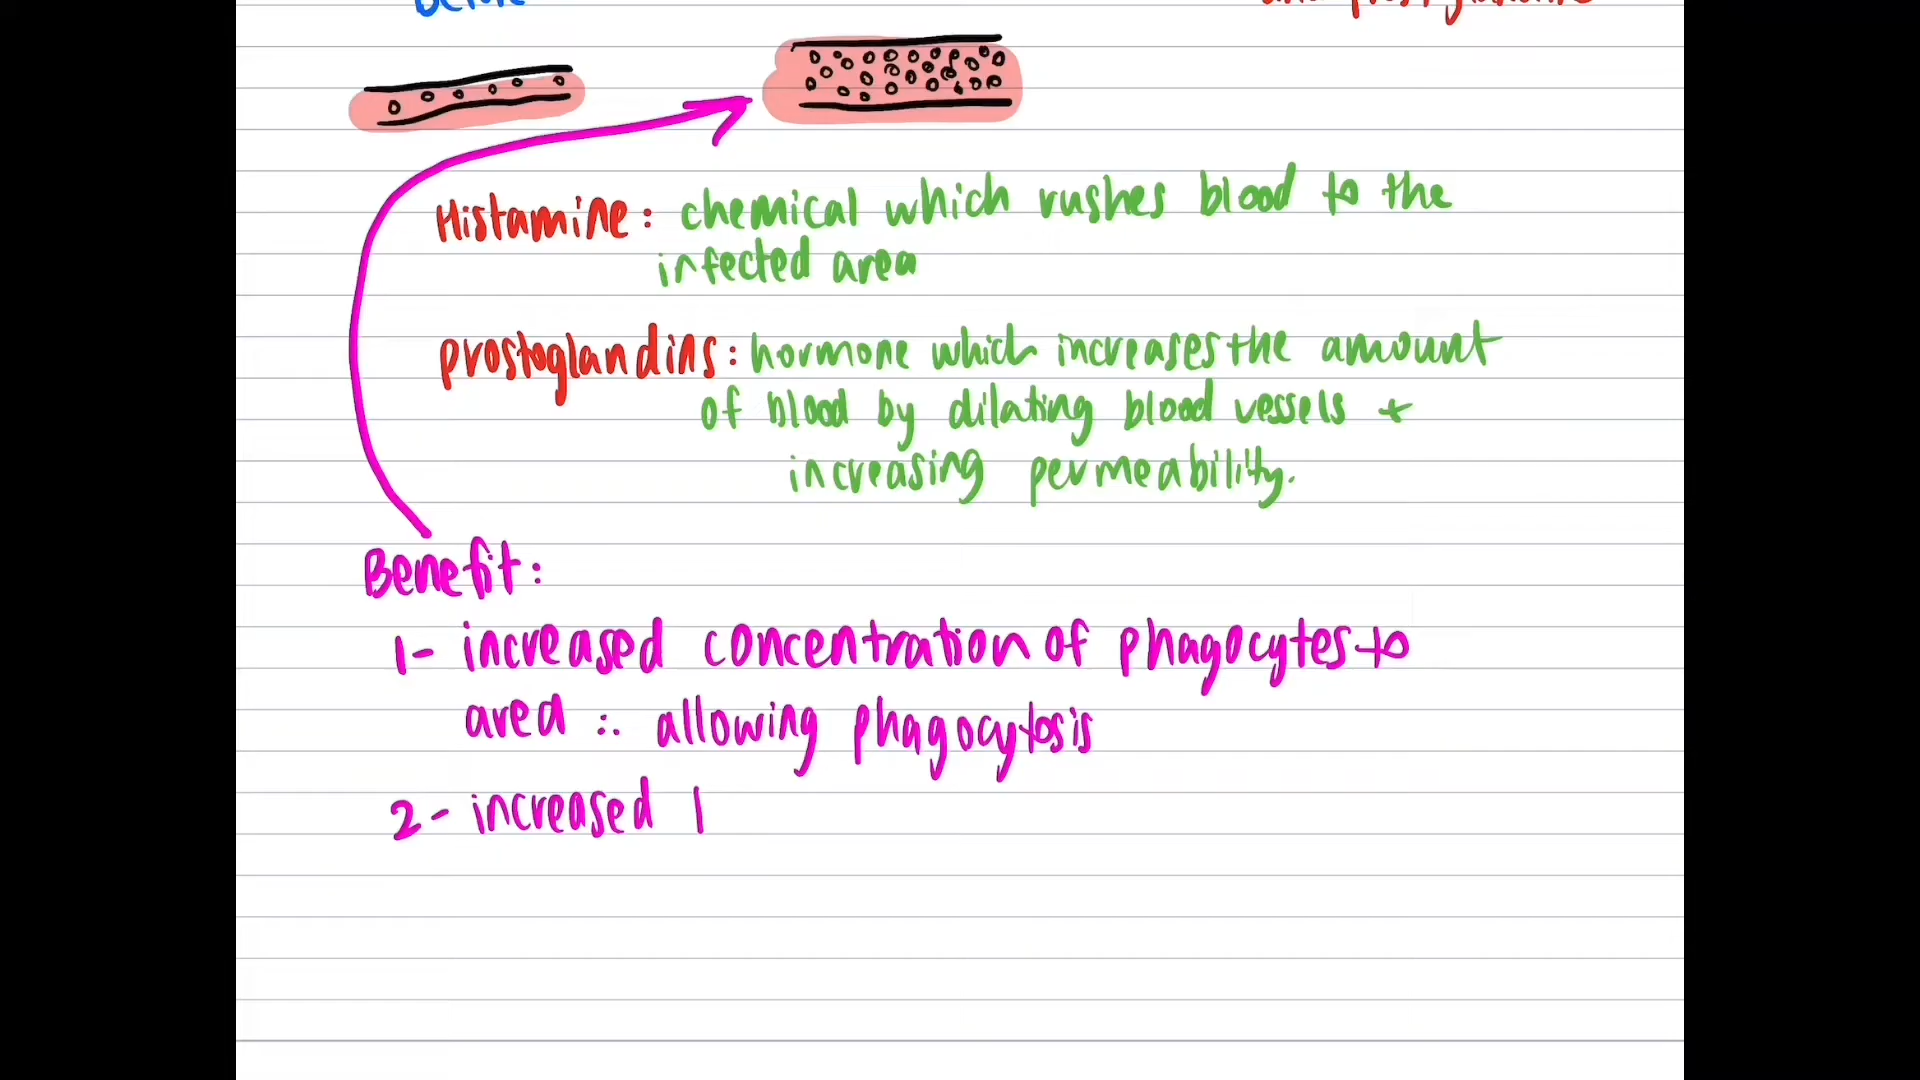 Histamine: chemical which rushes blood to the
infected area
prostoglandins: hormone which increases the amount
of blood by dilating blood vessels +
increasing permeability.
Benefit:
1- increased concentration of phagocytes to
area ∴ allowing phagocytosis
2- increased